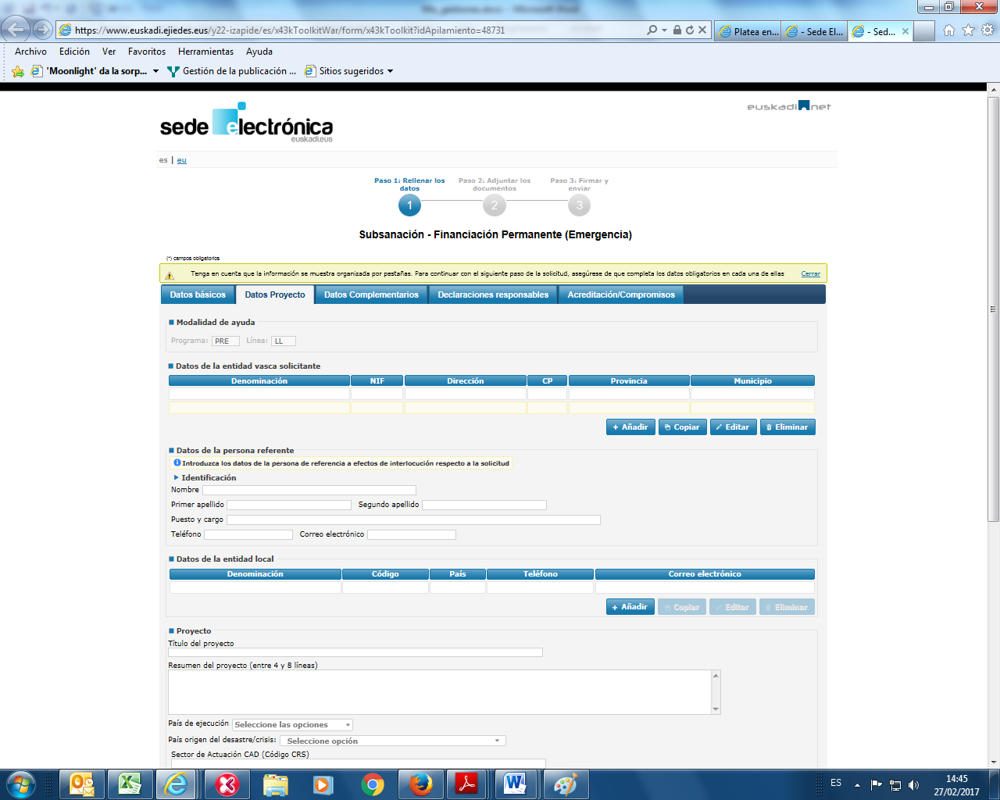 https://www.euskadi.ejiedes.eus/y22-izapide/es/x43kToolkitWar/form/x43kToolkit?idApilamiento=48731
Platea en...
- Sede El...
- Sed...
Archivo Edición Ver Favoritos Herramientas Ayuda
'Moonlight' da la sorp...
Gestión de la publicación ...
Sitios sugeridos
sede electrónica
euskadi.eus
euskadi net
es | eu
Paso 1: Rellenar los datos
Paso 2: Adjuntar los documentos
Paso 3: Firmar y enviar
1 2 3
Subsanación - Financiación Permanente (Emergencia)
(*) campos obligatorios
Tenga en cuenta que la información se muestra organizada por pestañas. Para continuar con el siguiente paso de la solicitud, asegúrese de que completa los datos obligatorios en cada una de ellas
Cerrar
Datos básicos
Datos Proyecto
Datos Complementarios
Declaraciones responsables
Acreditación/Compromisos
Modalidad de ayuda
Programa: PRE Línea: LL
Datos de la entidad vasca solicitante
Denominación NIF Dirección CP Provincia Municipio
Añadir Copiar Editar Eliminar
Datos de la persona referente
Introduzca los datos de la persona de referencia a efectos de interlocución respecto a la solicitud
Identificación
Nombre
Primer apellido Segundo apellido
Puesto y cargo
Teléfono Correo electrónico
Datos de la entidad local
Denominación Código País Teléfono Correo electrónico
Añadir Copiar Editar Eliminar
Proyecto
Título del proyecto
Resumen del proyecto (entre 4 y 8 líneas)
País de ejecución Seleccione las opciones
País origen del desastre/crisis: Seleccione opción
Sector de Actuación CAD (Código CRS)
ES
14:45
27/02/2017